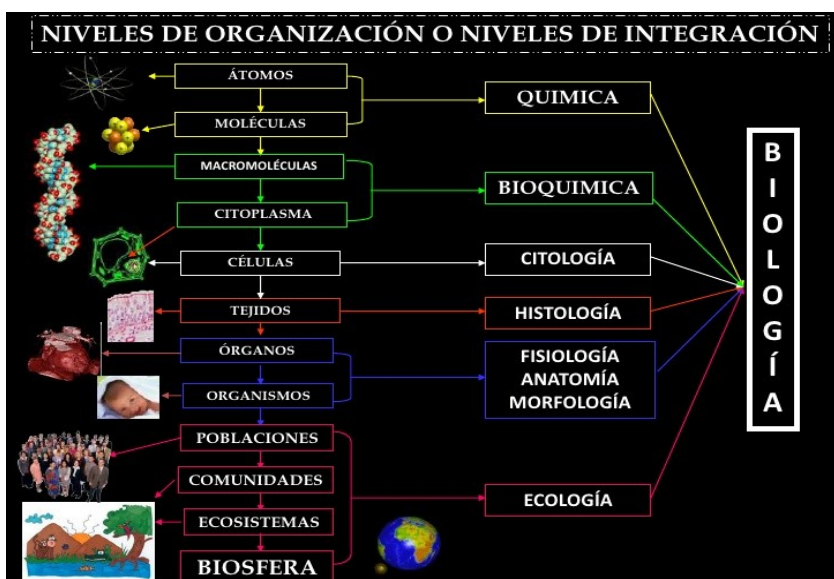 NIVELES DE ORGANIZACIÓN O NIVELES DE INTEGRACIÓN
ÁTOMOS
MOLÉCULAS
MACROMOLÉCULAS
CITOPLASMA
CÉLULAS
TEJIDOS
ÓRGANOS
ORGANISMOS
POBLACIONES
COMUNIDADES
ECOSISTEMAS
BIOSFERA
QUIMICA
BIOQUIMICA
CITOLOGÍA
HISTOLOGÍA
FISIOLOGÍA
ANATOMÍA
MORFOLOGÍA
ECOLOGÍA
BIOLOGÍA